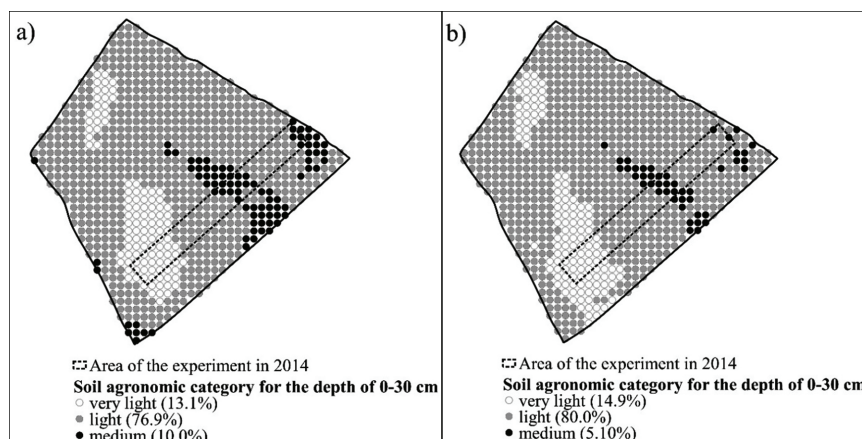 a)
Area of the experiment in 2014
Soil agronomic category for the depth of 0-30 cm
very light (13.1%)
light (76.9%)
medium (10.0%)
b)
Area of the experiment in 2014
Soil agronomic category for the depth of 0-30 cm
very light (14.9%)
light (80.0%)
medium (5.10%)